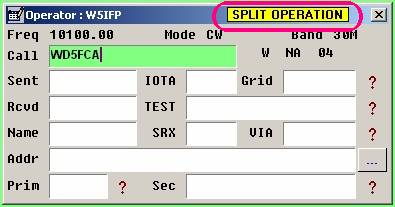 Operator : W5IFP SPLIT OPERATION
Freq 10100.00 Mode CW Band 30M
Call WD5FCA W NA 04
Sent IOTA Grid ?
Rcvd TEST ?
Name SRX VIA ?
Addr ...
Prim ? Sec ?